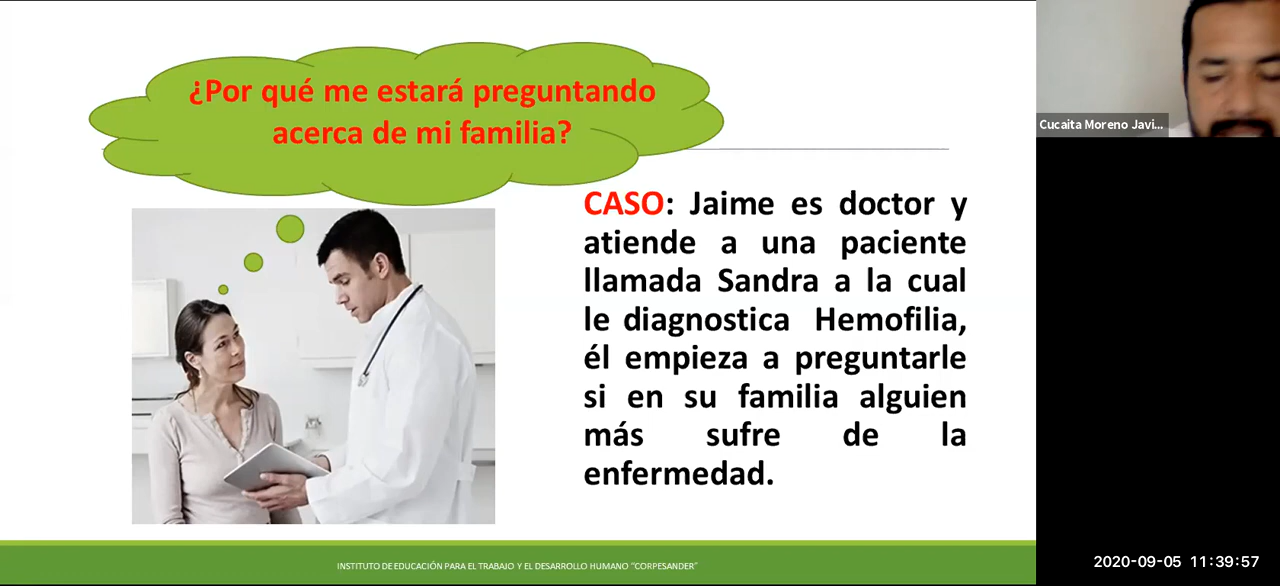 ¿Por qué me estará preguntando
acerca de mi familia?
CASO: Jaime es doctor y
atiende a una paciente
llamada Sandra a la cual
le diagnostica Hemofilia,
él empieza a preguntarle
si en su familia alguien
más sufre de la
enfermedad.
INSTITUTO DE EDUCACIÓN PARA EL TRABAJO Y EL DESARROLLO HUMANO "CORPESANDER"
Cucaita Moreno Javi...
2020-09-05 11:39:57